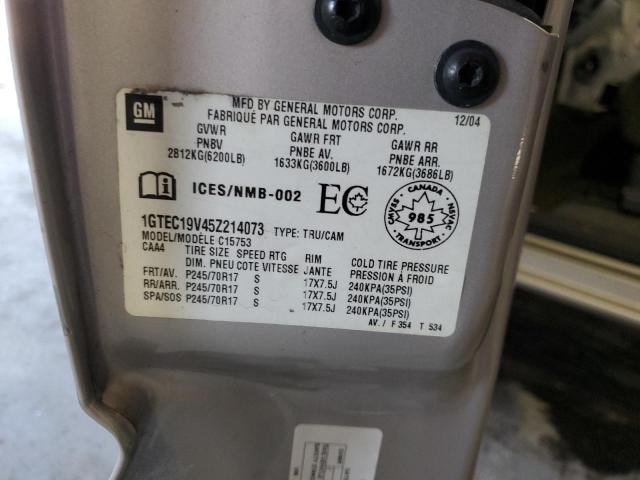 GM
MFD BY GENERAL MOTORS CORP.
FABRIQUÉ PAR GENERAL MOTORS CORP.
12/04
GVWR GAWR FRT GAWR RR
PNBV PNBE AV. PNBE ARR.
2812KG(6200LB) 1633KG(3600LB) 1672KG(3686LB)
ICES/NMB-002 EC
CANADA
985
TRANSPORT
CMVSS
NSVAC
1GTEC19V45Z214073 TYPE: TRU/CAM
MODEL/MODÈLE C15753
CAA4 TIRE SIZE SPEED RTG RIM COLD TIRE PRESSURE
DIM. PNEU COTE VITESSE JANTE PRESSION À FROID
FRT/AV. P245/70R17 S 17X7.5J 240KPA(35PSI)
RR/ARR. P245/70R17 S 17X7.5J 240KPA(35PSI)
SPA/SOS P245/70R17 S 17X7.5J 240KPA(35PSI)
AV. / F 354 T 534